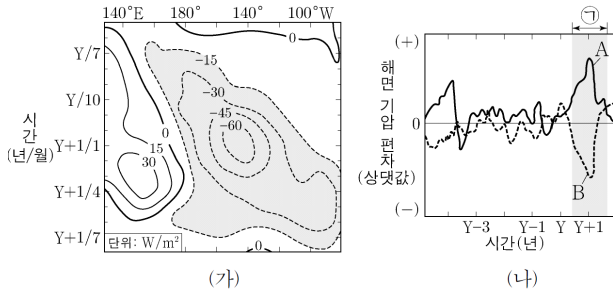 140°E 180° 140° 100°W
Y/7
Y/10
Y+1/1
Y+1/4
Y+1/7
시간
(년/월)
0
-15
-30
-45
-60
0
15
30
0
단위: W/m²
(가)
㉠
(+)
0
(-)
해면 기압 편차
(상댓값)
A
B
Y-3 Y-1 Y Y+1
시간(년)
(나)